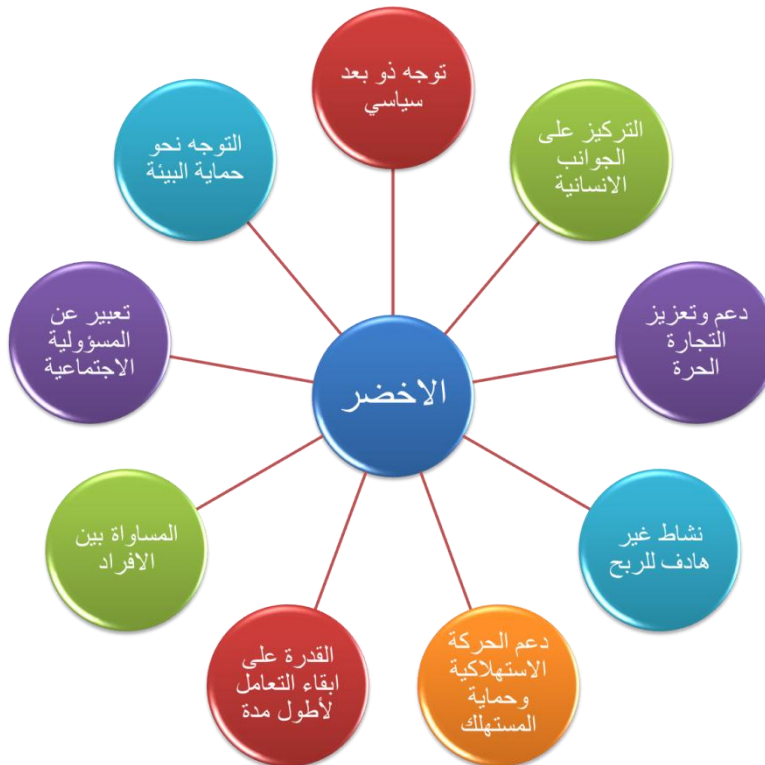 توجه ذو بعد
سياسي
التركيز على
الجوانب
الانسانية
دعم وتعزيز
التجارة
الحرة
نشاط غير
هادف للربح
دعم الحركة
الاستهلاكية
وحماية
المستهلك
القدرة على
ابقاء التعامل
لأطول مدة
المساواة بين
الافراد
تعبير عن
المسؤولية
الاجتماعية
التوجه نحو
حماية البيئة
الاخضر